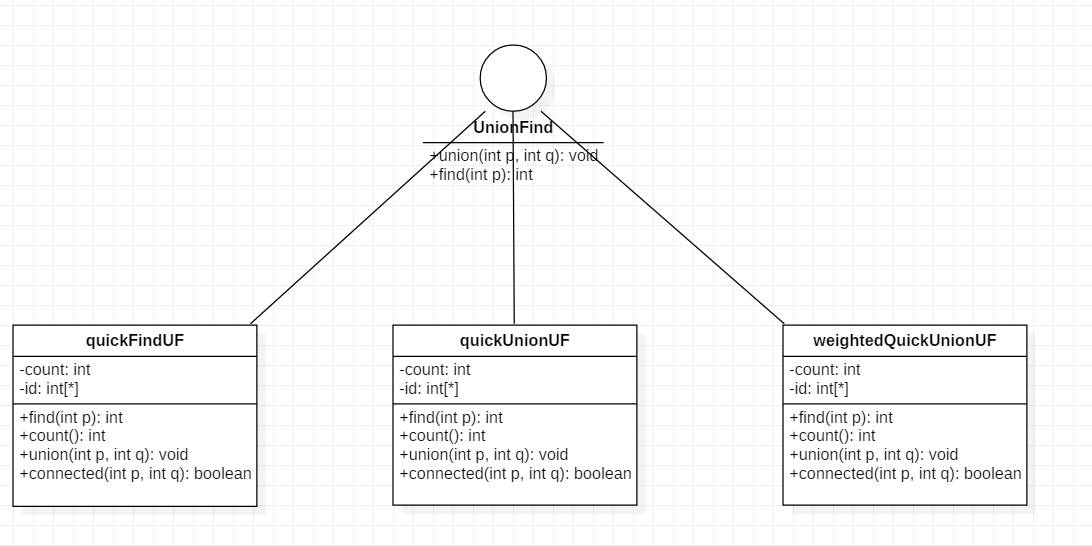 UnionFind
+union(int p, int q): void
+find(int p): int
quickFindUF
-count: int
-id: int[*]
+find(int p): int
+count(): int
+union(int p, int q): void
+connected(int p, int q): boolean
quickUnionUF
-count: int
-id: int[*]
+find(int p): int
+count(): int
+union(int p, int q): void
+connected(int p, int q): boolean
weightedQuickUnionUF
-count: int
-id: int[*]
+find(int p): int
+count(): int
+union(int p, int q): void
+connected(int p, int q): boolean